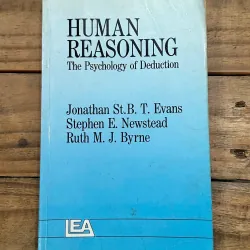 HUMAN
REASONING
The Psychology of Deduction
Jonathan St.B. T. Evans
Stephen E. Newstead
Ruth M. J. Byrne
LEA